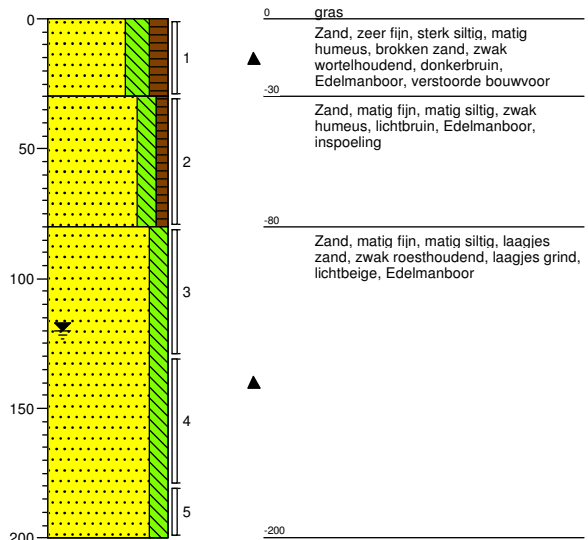 0
50
100
150
200
1
2
3
4
5
0
gras
Zand, zeer fijn, sterk siltig, matig
humeus, brokken zand, zwak
wortelhoudend, donkerbruin,
Edelmanboor, verstoorde bouwvoor
-30
Zand, matig fijn, matig siltig, zwak
humeus, lichtbruin, Edelmanboor,
inspoeling
-80
Zand, matig fijn, matig siltig, laagjes
zand, zwak roesthoudend, laagjes grind,
lichtbeige, Edelmanboor
-200